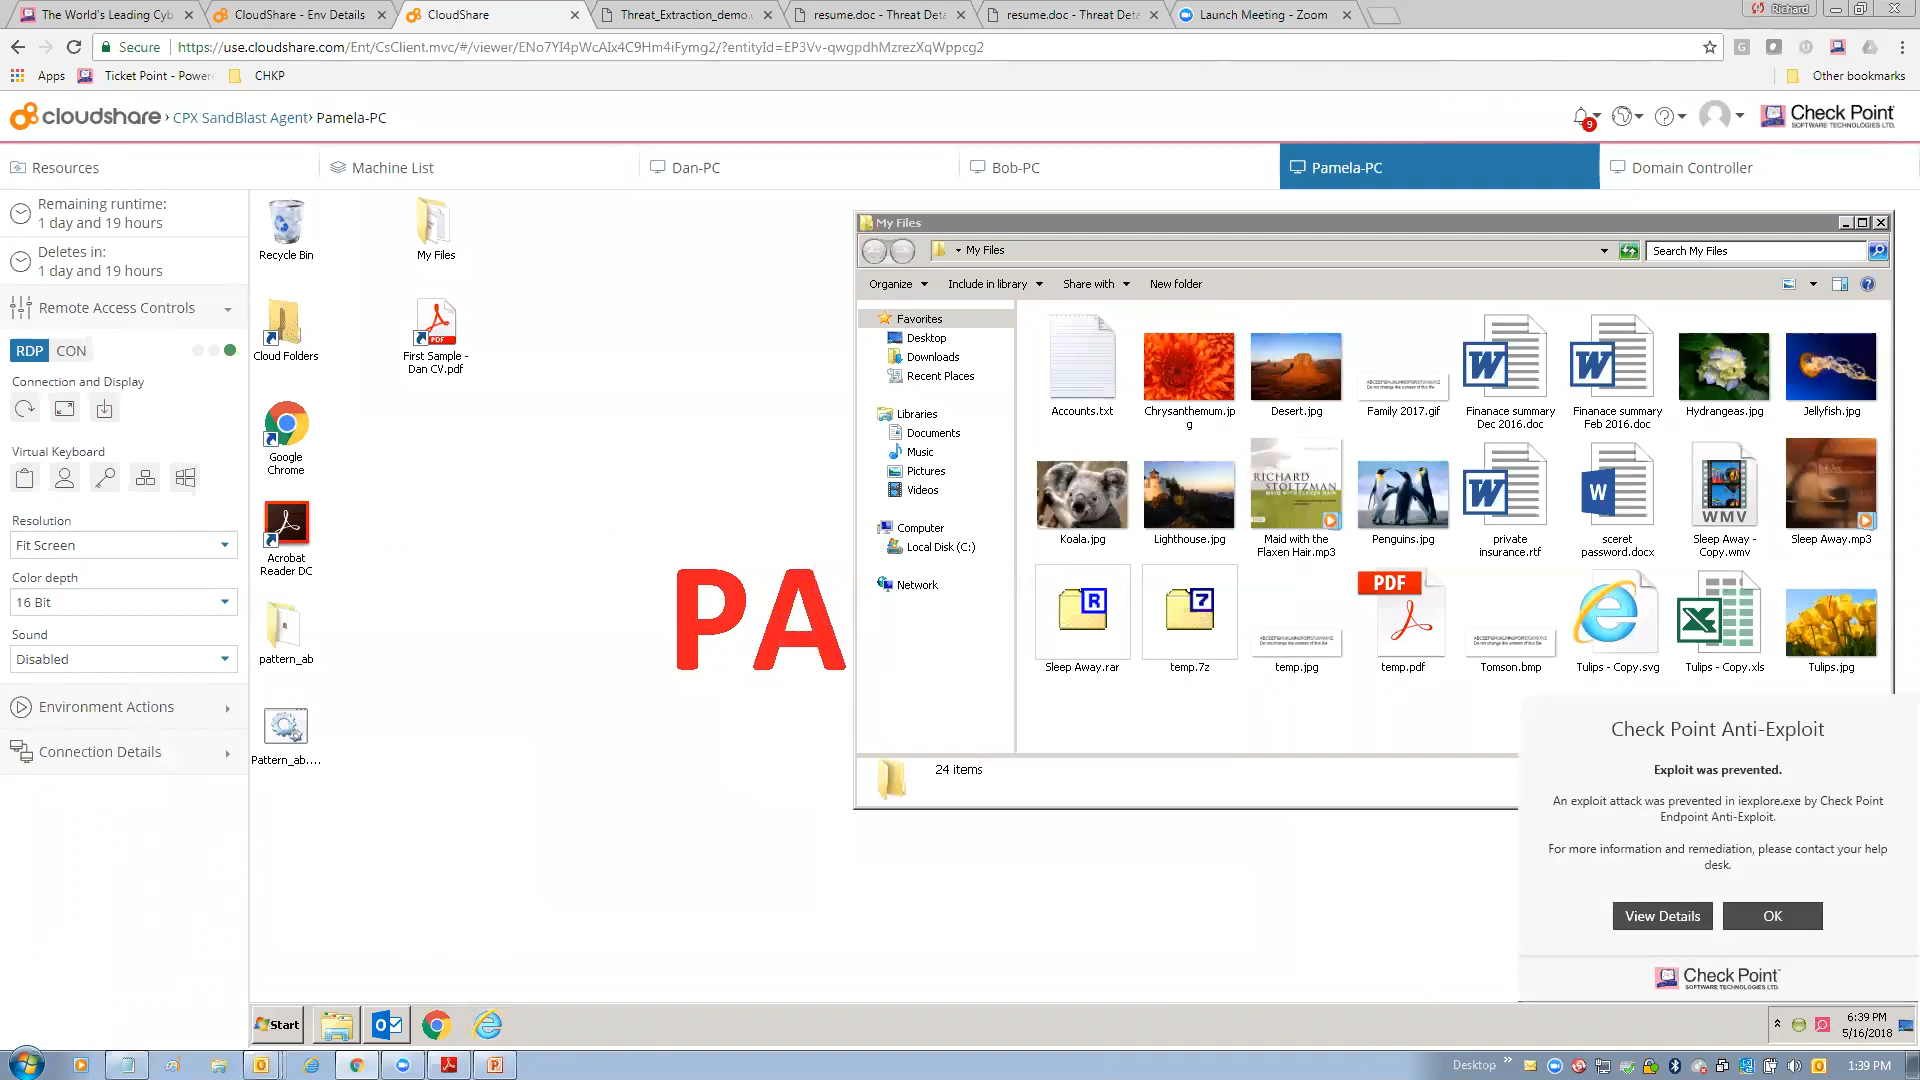 The World's Leading Cyb
CloudShare - Env Details
CloudShare
Threat_Extraction_demo.
resume.doc - Threat Deta
resume.doc - Threat Deta
Launch Meeting - Zoom
Richard
Secure
https://use.cloudshare.com/Ent/CsClient.mvc/#/viewer/ENo7YI4pWcAIx4C9Hm4iFymg2/?entityId=EP3Vv-qwgpdhMzrezXqWppcg2
Apps
Ticket Point - Power
CHKP
Other bookmarks
cloudshare › CPX SandBlast Agent› Pamela-PC
9
Check Point
SOFTWARE TECHNOLOGIES LTD.
Resources
Machine List
Dan-PC
Bob-PC
Pamela-PC
Domain Controller
Remaining runtime:
1 day and 19 hours
Deletes in:
1 day and 19 hours
Remote Access Controls
RDP CON
Connection and Display
Virtual Keyboard
Resolution
Fit Screen
Color depth
16 Bit
Sound
Disabled
Environment Actions
Connection Details
Recycle Bin
My Files
Cloud Folders
PDF
First Sample -
Dan CV.pdf
Google
Chrome
Acrobat
Reader DC
pattern_ab
Pattern_ab....
PA
My Files
My Files
Search My Files
Organize
Include in library
Share with
New folder
Favorites
Desktop
Downloads
Recent Places
Libraries
Documents
Music
Pictures
Videos
Computer
Local Disk (C:)
Network
Accounts.txt
Chrysanthemum.jp
g
Desert.jpg
Family 2017.gif
Finanace summary
Dec 2016.doc
Finanace summary
Feb 2016.doc
Hydrangeas.jpg
Jellyfish.jpg
Koala.jpg
Lighthouse.jpg
RICHARD
STOLTZMAN
MAID WITH THE FLAXEN HAIR
Maid with the
Flaxen Hair.mp3
Penguins.jpg
private
insurance.rtf
sceret
password.docx
WMV
Sleep Away -
Copy.wmv
Sleep Away.mp3
Sleep Away.rar
temp.7z
temp.jpg
PDF
temp.pdf
Tomson.bmp
Tulips - Copy.svg
Tulips - Copy.xls
Tulips.jpg
24 items
Check Point Anti-Exploit
Exploit was prevented.
An exploit attack was prevented in iexplore.exe by Check Point
Endpoint Anti-Exploit.
For more information and remediation, please contact your help
desk.
View Details
OK
Check Point
SOFTWARE TECHNOLOGIES LTD.
Start
6:39 PM
5/16/2018
Desktop
1:39 PM